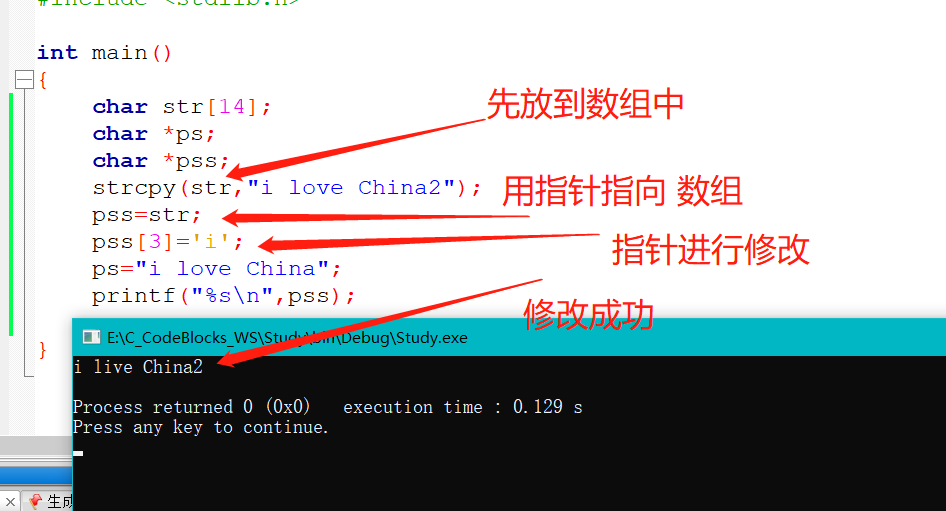 #include <stdlib.h>
int main()
{
char str[14];
先放到数组中
char *ps;
char *pss;
strcpy(str,"i love China2");
用指针指向 数组
pss=str;
pss[3]='i';
指针进行修改
ps="i love China";
printf("%s\n",pss);
修改成功
E:\C_CodeBlocks_WS\Study\bin\Debug\Study.exe
}
i live China2
Process returned 0 (0x0)   execution time : 0.129 s
Press any key to continue.
生成